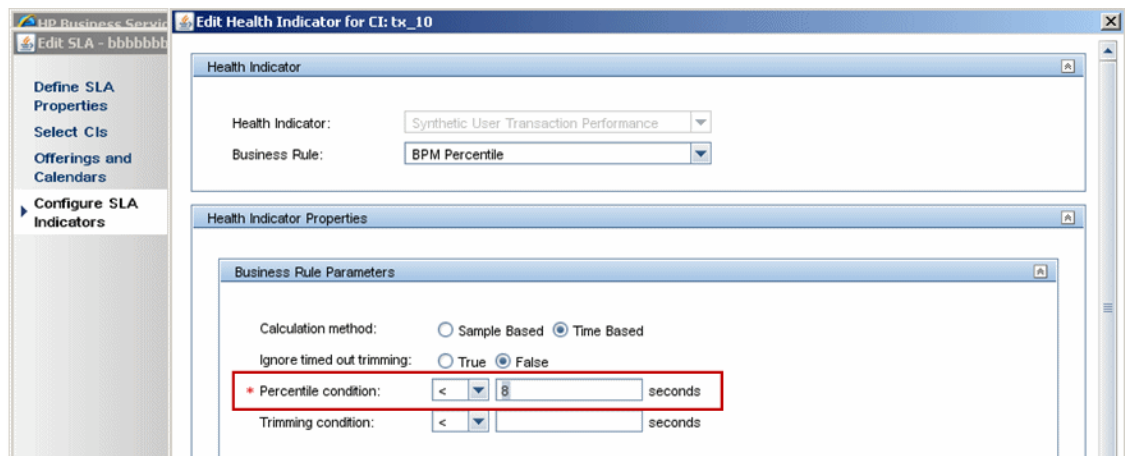 HP Business Servic
Edit Health Indicator for CI: tx_10
Edit SLA - bbbbbbb
Define SLA
Properties
Select CIs
Offerings and
Calendars
Configure SLA
Indicators
Health Indicator
Health Indicator: Synthetic User Transaction Performance
Business Rule: BPM Percentile
Health Indicator Properties
Business Rule Parameters
Calculation method: Sample Based Time Based
Ignore timed out trimming: True False
* Percentile condition: < 8 seconds
Trimming condition: < seconds